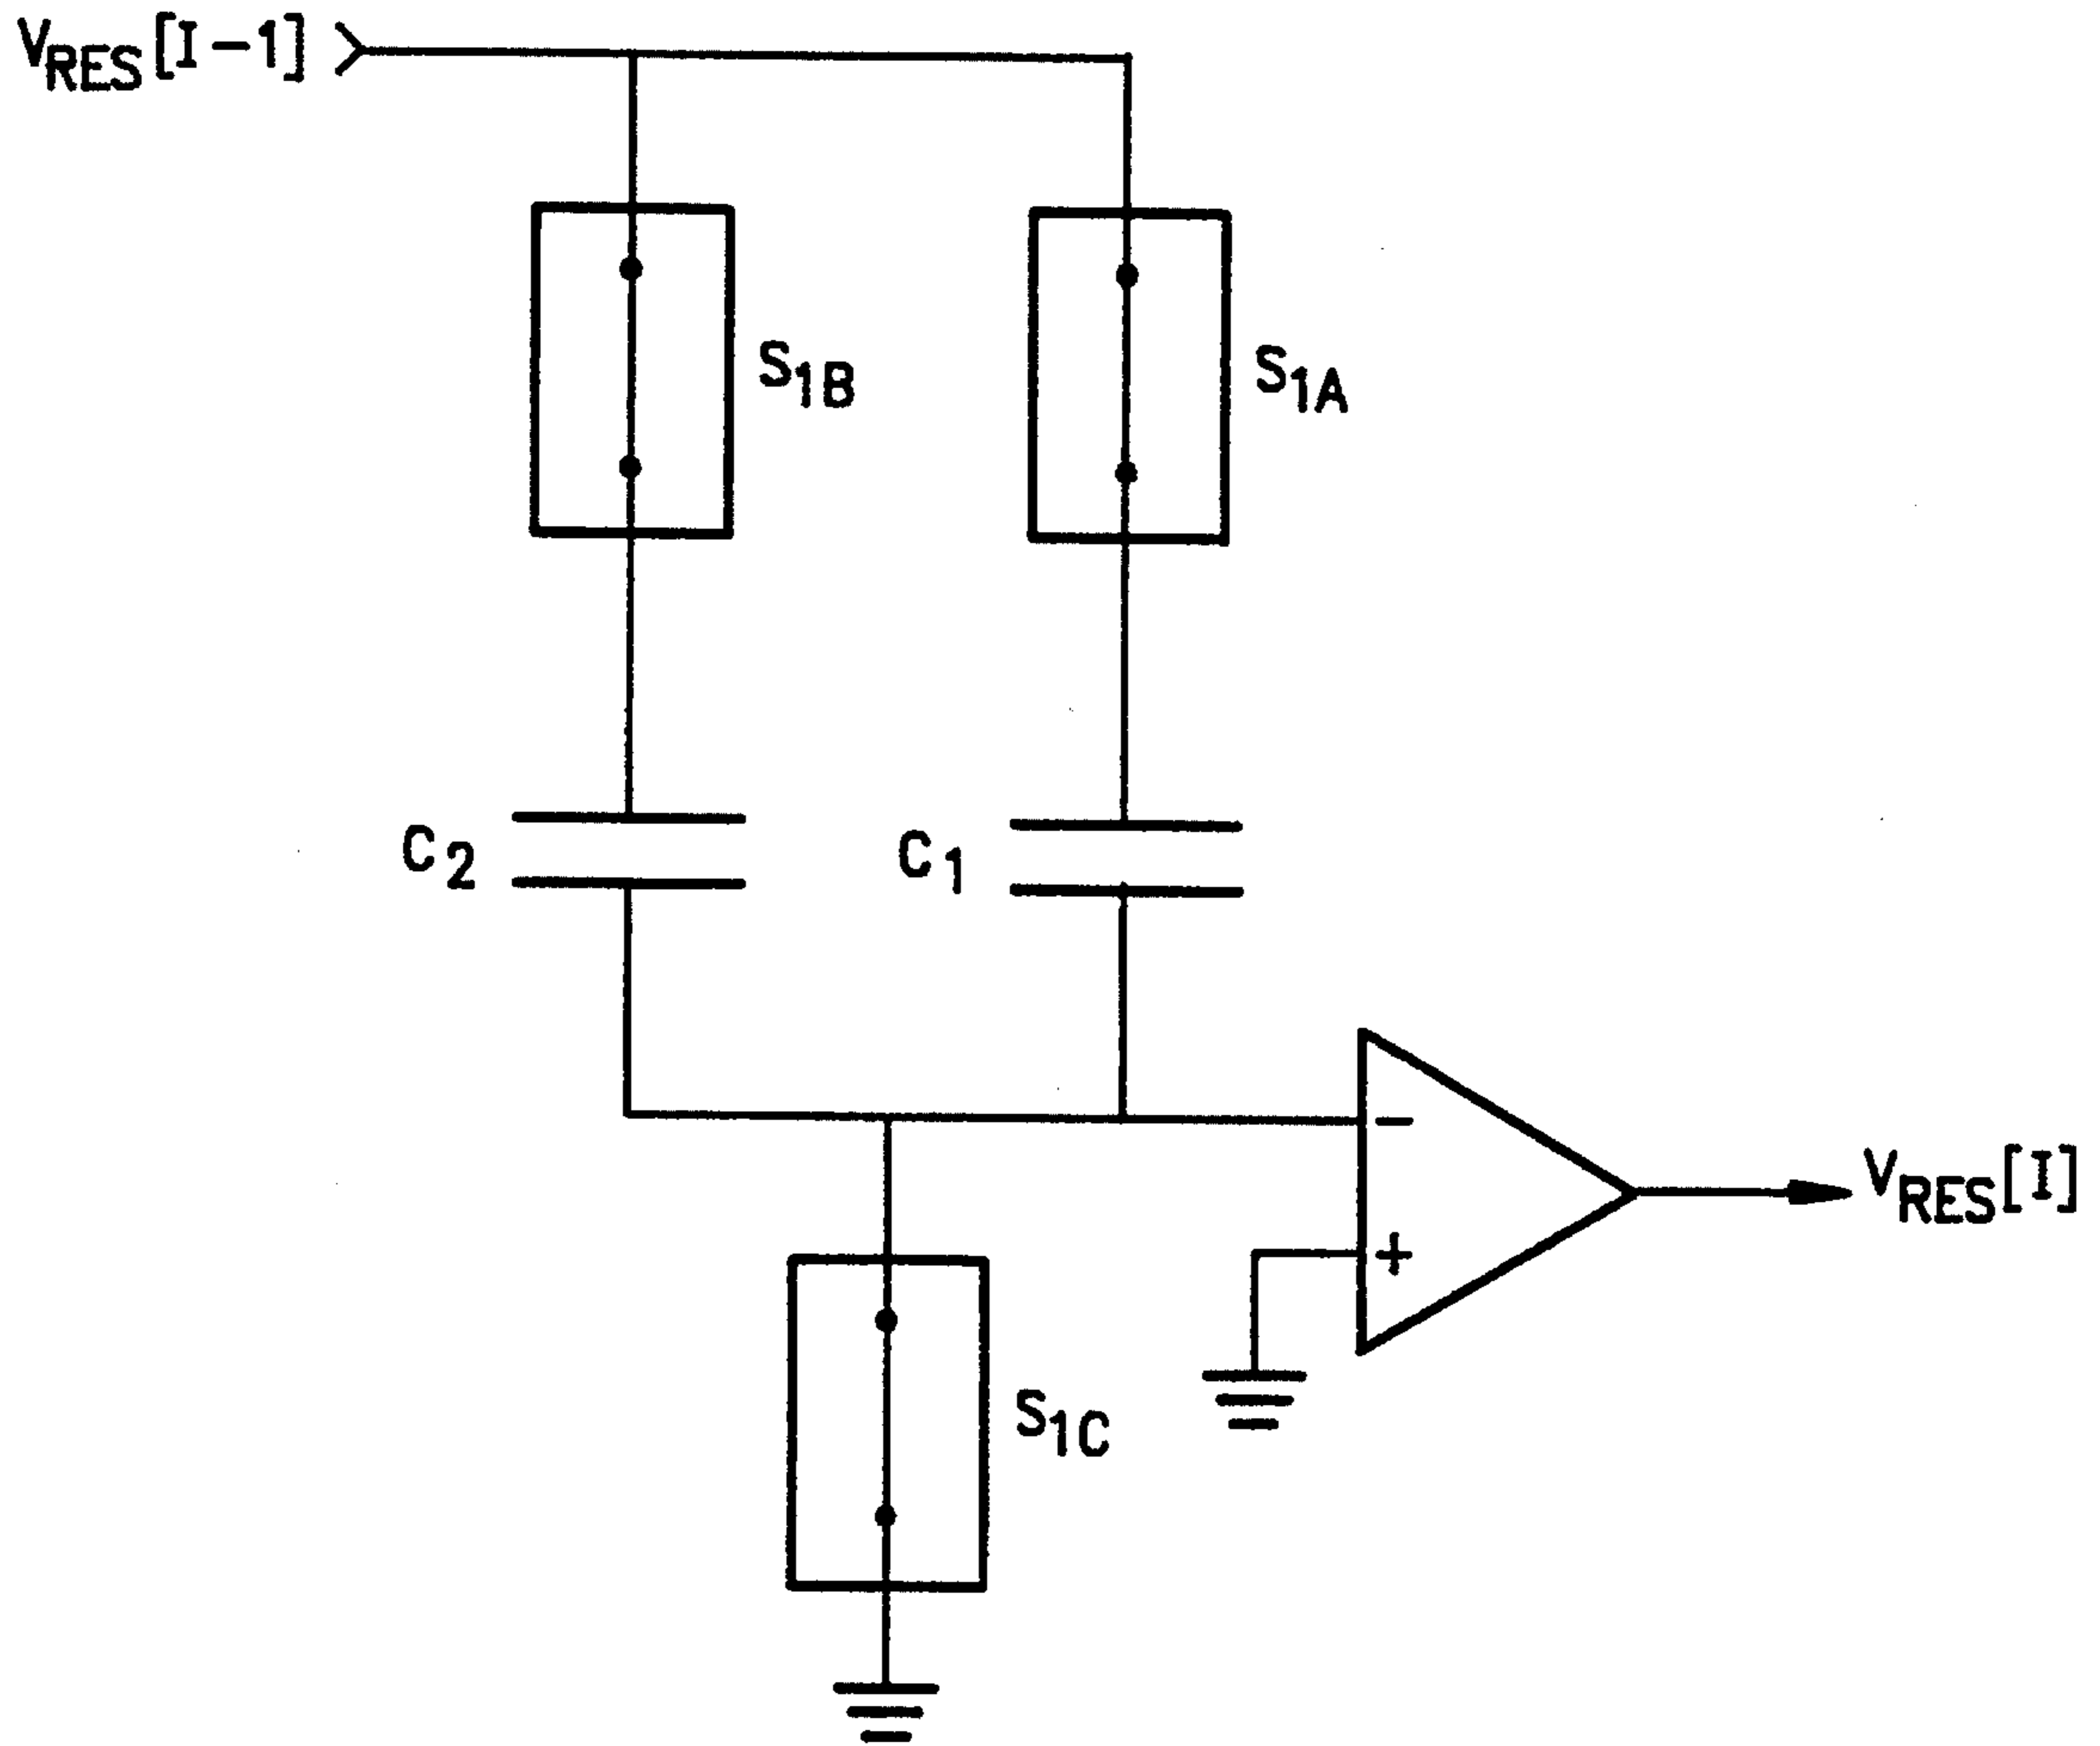 VRES[I-1]
S1B
S1A
C2
C1
-
+
VRES[I]
S1C